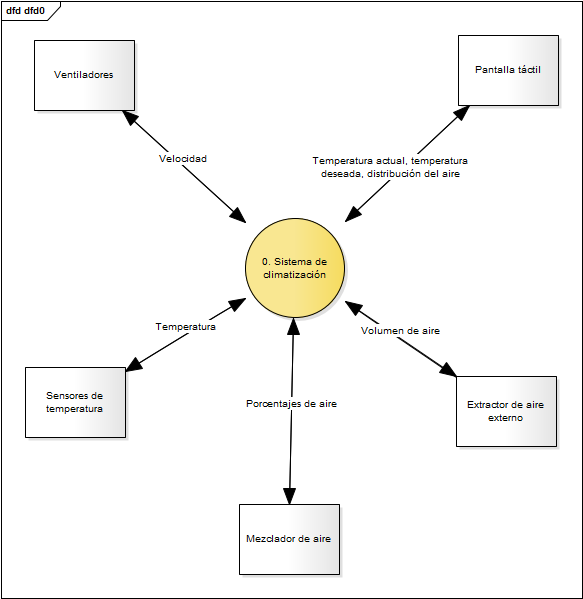 dfd dfd0
Ventiladores
Pantalla táctil
Velocidad
Temperatura actual, temperatura
deseada, distribución del aire
0. Sistema de
climatización
Temperatura
Volumen de aire
Sensores de
temperatura
Porcentajes de aire
Extractor de aire
externo
Mezclador de aire